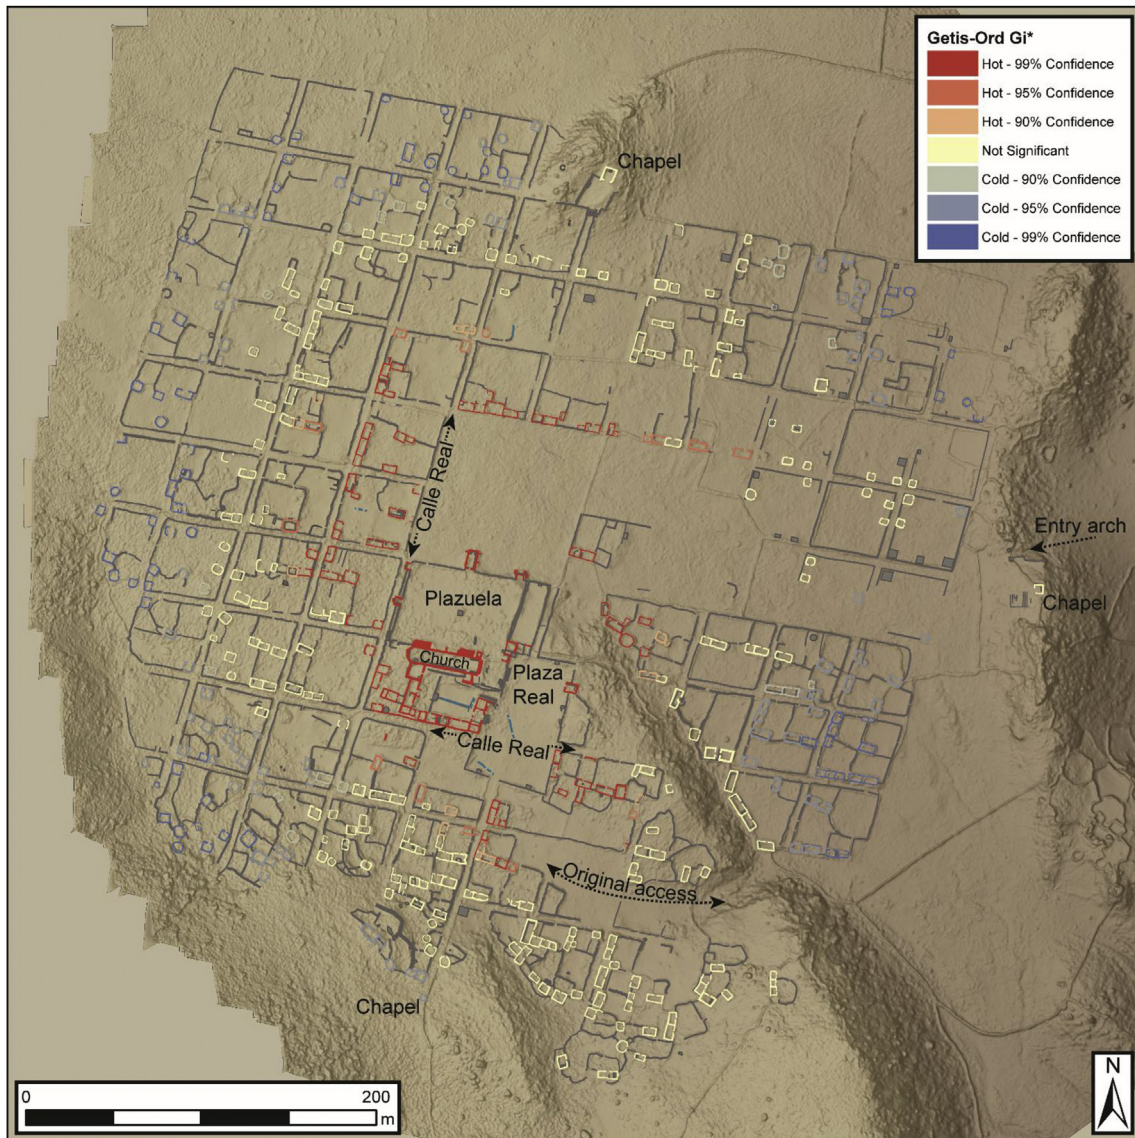 Getis-Ord Gi*
Hot - 99% Confidence
Hot - 95% Confidence
Hot - 90% Confidence
Not Significant
Cold - 90% Confidence
Cold - 95% Confidence
Cold - 99% Confidence
Chapel
Calle Real
Entry arch
Plazuela
Chapel
Church
Plaza
Real
Calle Real
Original access
Chapel
0
200
m
N